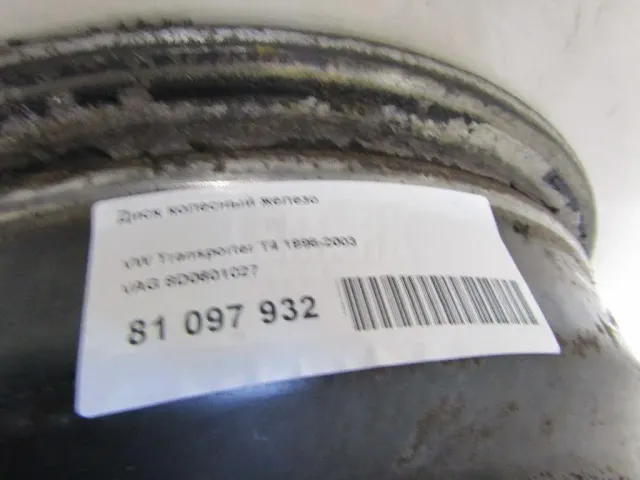 Диск колесный железо
VW Transporter T4 1996-2003
VAG 8D0601027
81 097 932